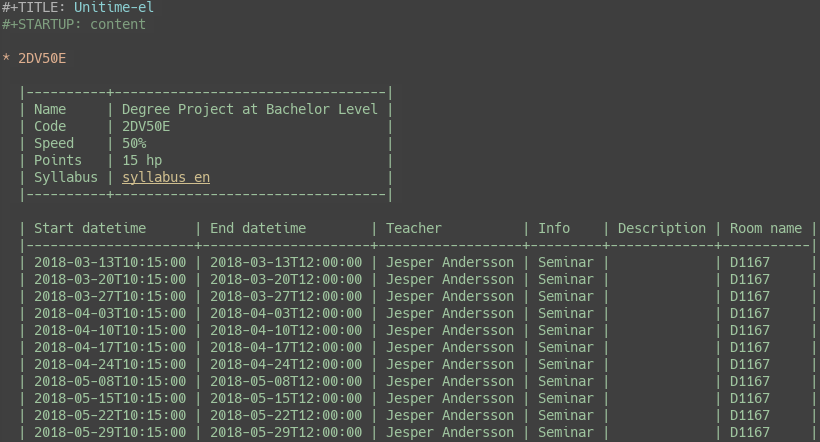 #+TITLE: Unitime-el
#+STARTUP: content
* 2DV50E
|----------+----------------------------------|
| Name     | Degree Project at Bachelor Level |
| Code     | 2DV50E                           |
| Speed    | 50%                              |
| Points   | 15 hp                            |
| Syllabus | syllabus en                      |
|----------+----------------------------------|
| Start datetime      | End datetime        | Teacher         | Info    | Description | Room name |
|---------------------+---------------------+-----------------+---------+-------------+-----------|
| 2018-03-13T10:15:00 | 2018-03-13T12:00:00 | Jesper Andersson | Seminar |             | D1167     |
| 2018-03-20T10:15:00 | 2018-03-20T12:00:00 | Jesper Andersson | Seminar |             | D1167     |
| 2018-03-27T10:15:00 | 2018-03-27T12:00:00 | Jesper Andersson | Seminar |             | D1167     |
| 2018-04-03T10:15:00 | 2018-04-03T12:00:00 | Jesper Andersson | Seminar |             | D1167     |
| 2018-04-10T10:15:00 | 2018-04-10T12:00:00 | Jesper Andersson | Seminar |             | D1167     |
| 2018-04-17T10:15:00 | 2018-04-17T12:00:00 | Jesper Andersson | Seminar |             | D1167     |
| 2018-04-24T10:15:00 | 2018-04-24T12:00:00 | Jesper Andersson | Seminar |             | D1167     |
| 2018-05-08T10:15:00 | 2018-05-08T12:00:00 | Jesper Andersson | Seminar |             | D1167     |
| 2018-05-15T10:15:00 | 2018-05-15T12:00:00 | Jesper Andersson | Seminar |             | D1167     |
| 2018-05-22T10:15:00 | 2018-05-22T12:00:00 | Jesper Andersson | Seminar |             | D1167     |
| 2018-05-29T10:15:00 | 2018-05-29T12:00:00 | Jesper Andersson | Seminar |             | D1167     |